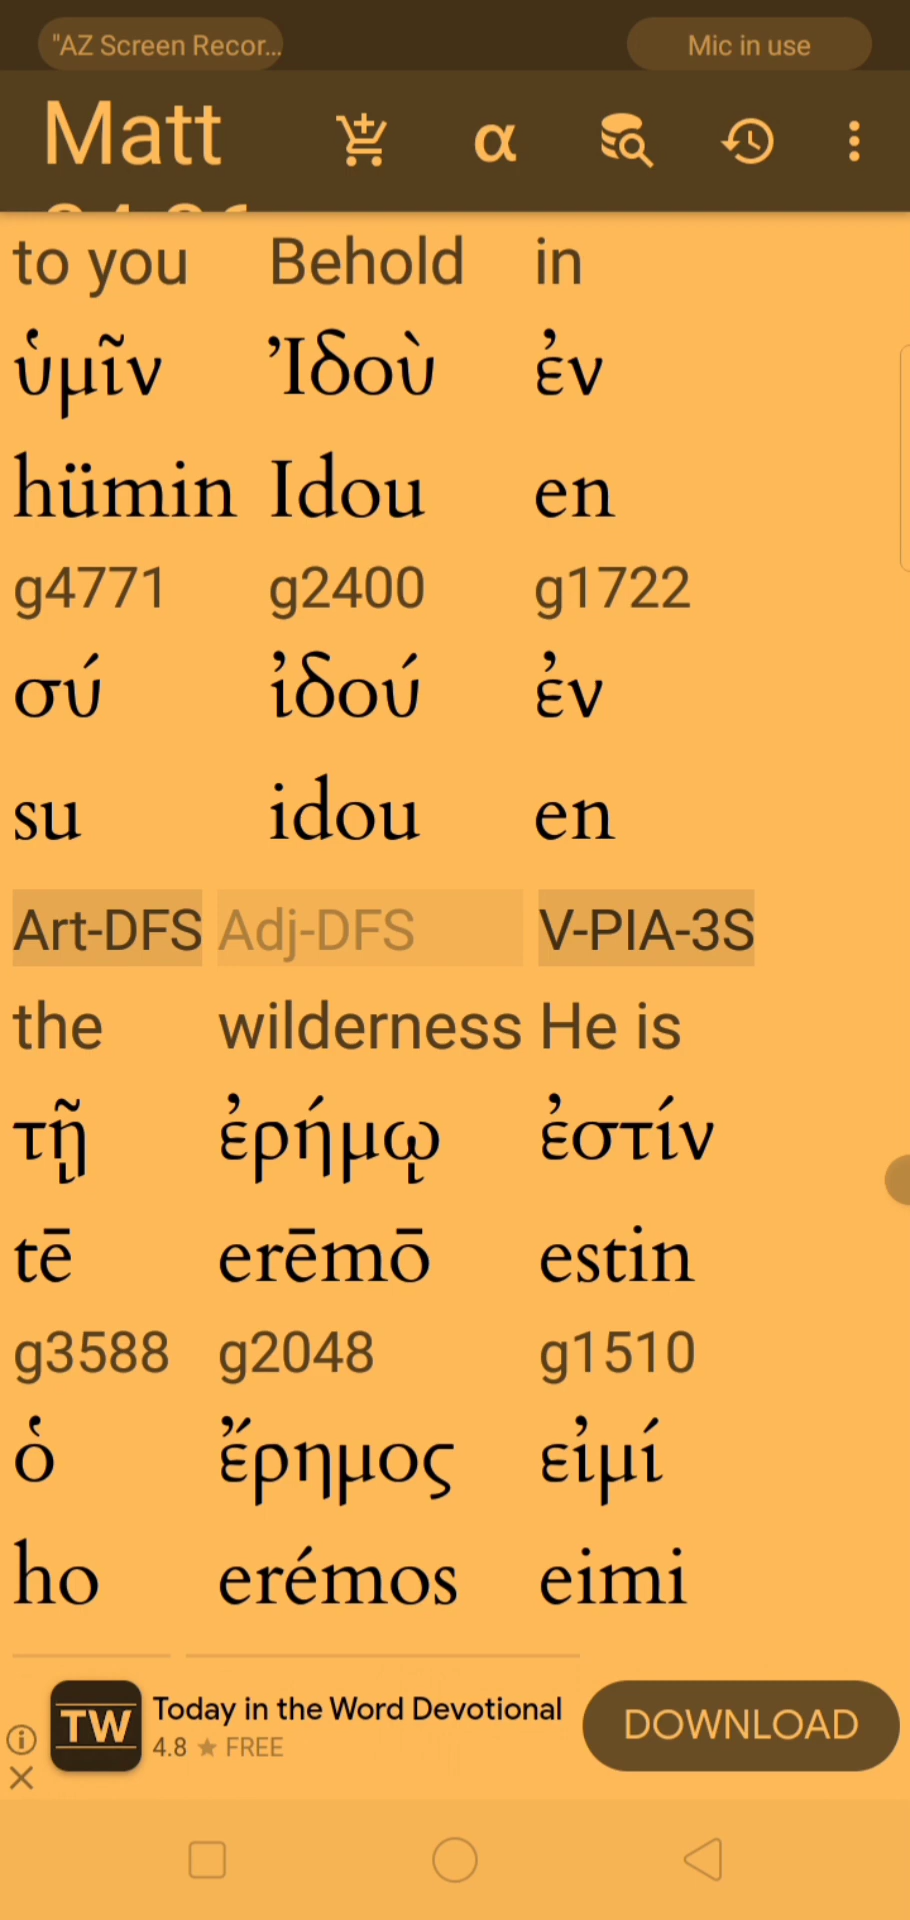 "AZ Screen Recor...
Mic in use
Matt
to you Behold in
ὑμῖν Ἰδοὺ ἐν
hümin Idou en
g4771 g2400 g1722
σύ ἰδού ἐν
su idou en
Art-DFS Adj-DFS V-PIA-3S
the wilderness He is
τῇ ἐρήμῳ ἐστίν
tē erēmō estin
g3588 g2048 g1510
ὁ ἔρημος εἰμί
ho erémos eimi
TW
Today in the Word Devotional
4.8 ★ FREE
DOWNLOAD